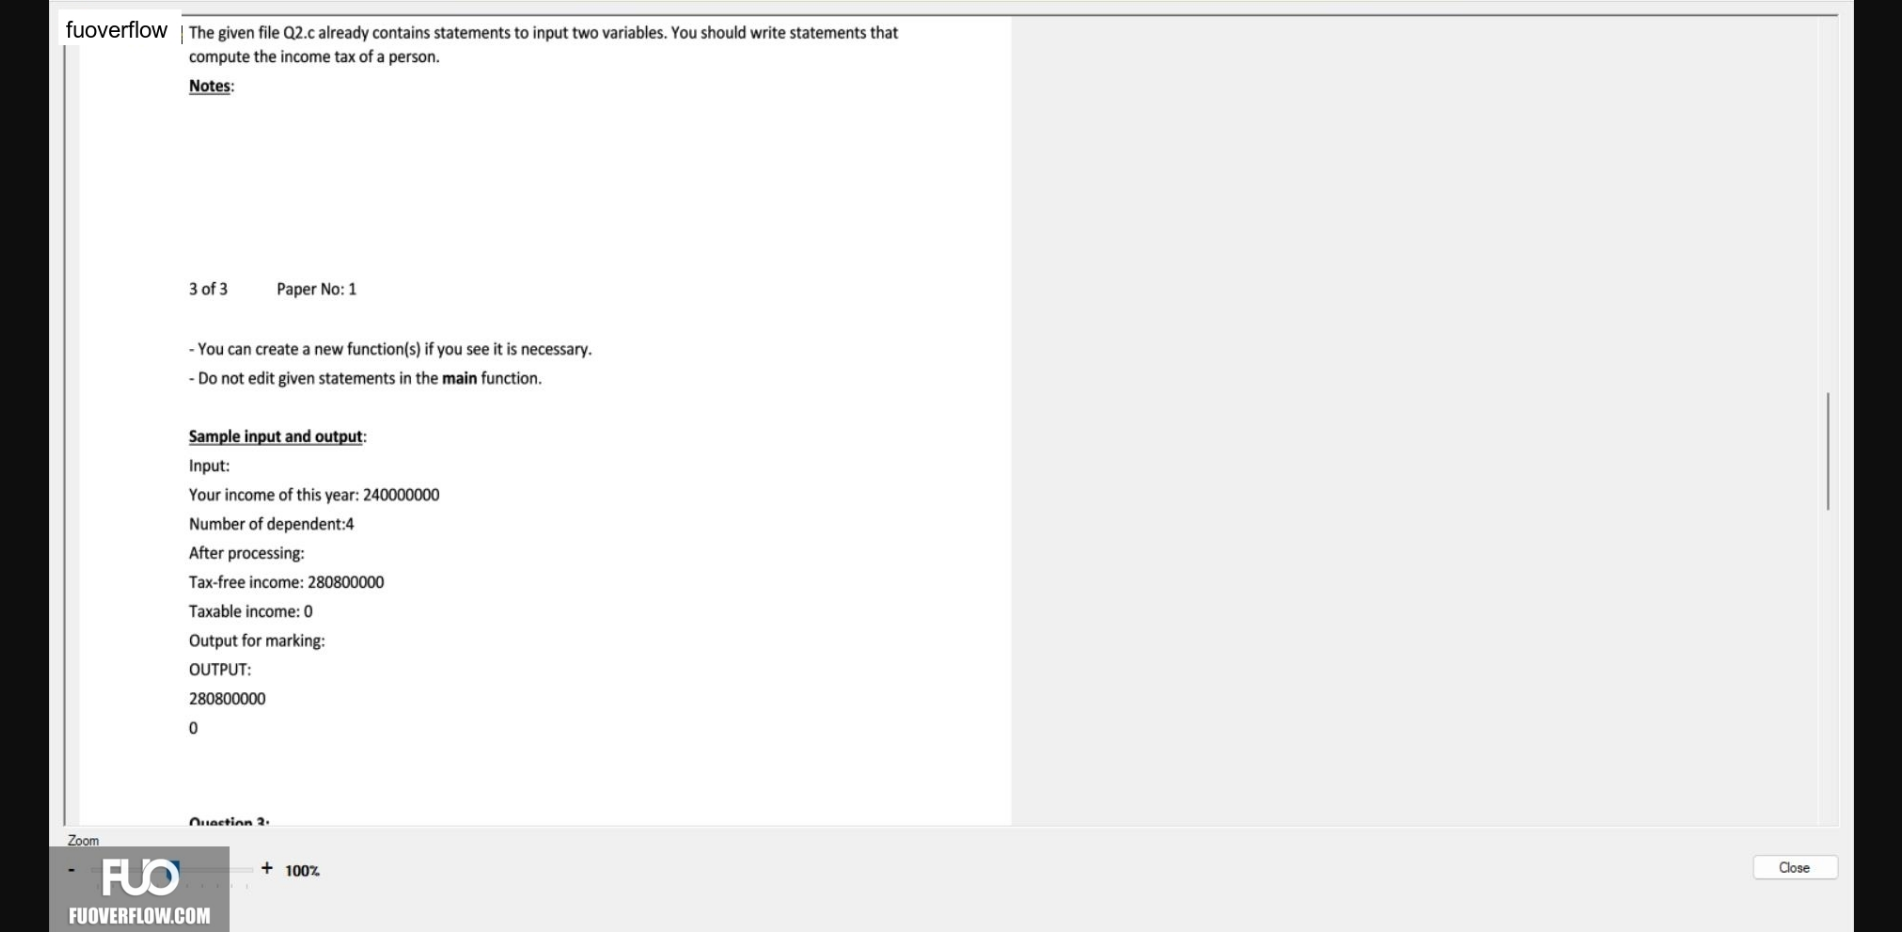 fuoverflow
The given file Q2.c already contains statements to input two variables. You should write statements that
compute the income tax of a person.
Notes:
3 of 3 Paper No: 1
- You can create a new function(s) if you see it is necessary.
- Do not edit given statements in the main function.
Sample input and output:
Input:
Your income of this year: 240000000
Number of dependent:4
After processing:
Tax-free income: 280800000
Taxable income: 0
Output for marking:
OUTPUT:
280800000
0
Question 3:
Zoom
- + 100%
Close
FUO
FUOVERFLOW.COM